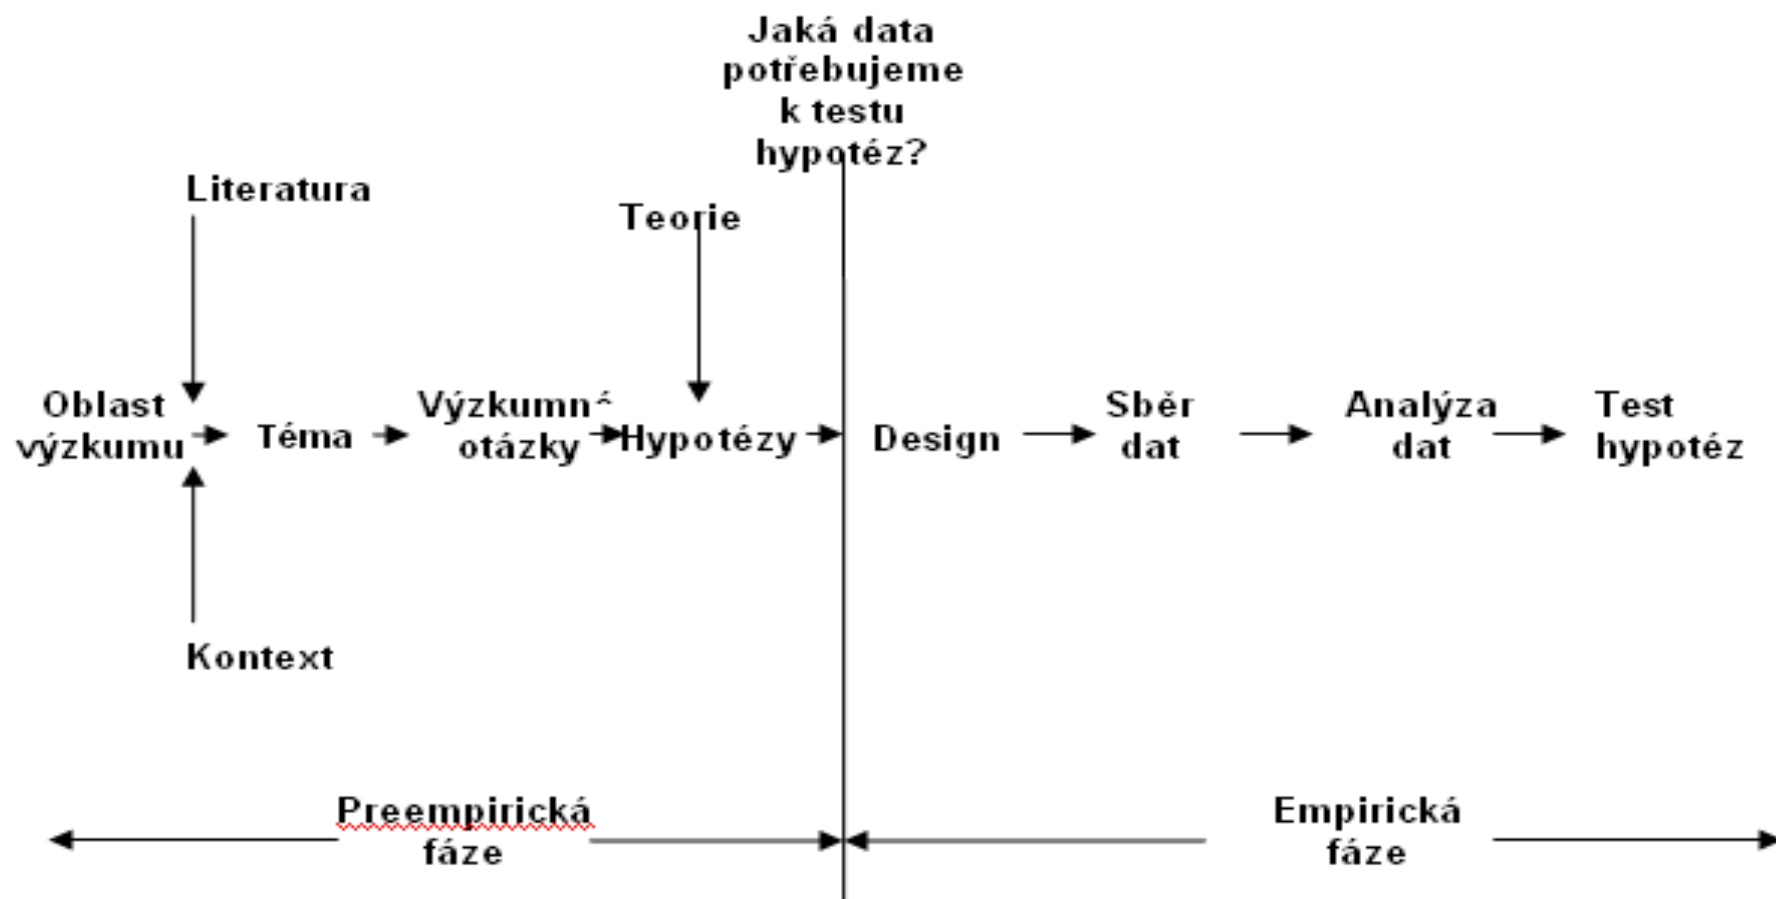 Jaká data
potřebujeme
k testu
hypotéz?
Literatura
Teorie
Oblast
výzkumu
Téma
Výzkumné
otázky
Hypotézy
Design
Sběr
dat
Analýza
dat
Test
hypotéz
Kontext
Preempirická
fáze
Empirická
fáze